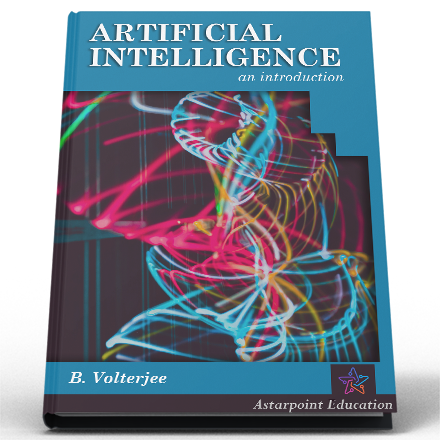 ARTIFICIAL
INTELLIGENCE
an introduction
B. Volterjee
Astarpoint Education